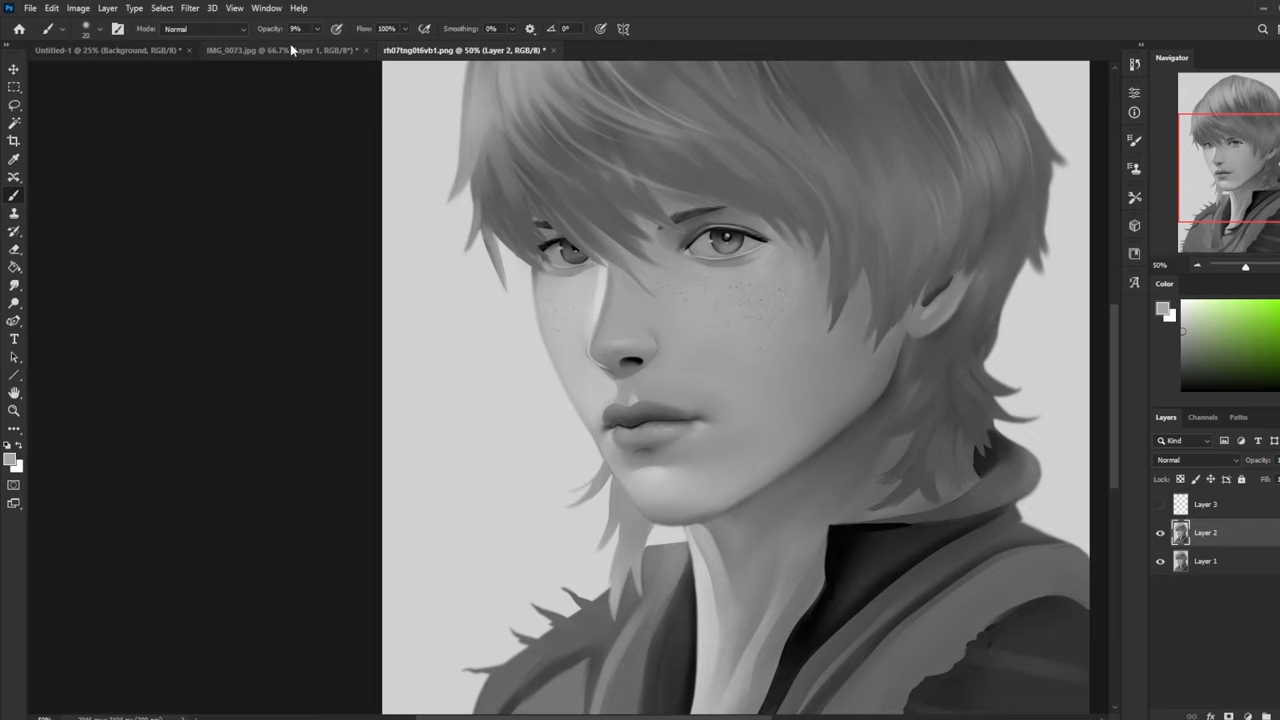 Ps File Edit Image Layer Type Select Filter 3D View Window Help
20 Mode: Normal Opacity: 9% Flow: 100% Smoothing: 0% 0°
Untitled-1 @ 25% (Background, RGB/8) * × IMG_0073.jpg @ 66.7% Layer 1, RGB/8*) * × rh07tng0t6vb1.png @ 50% (Layer 2, RGB/8) * ×
Navigator
50%
Color
Layers Channels Paths
Kind
Normal Opacity:
Lock: Fill:
Layer 3
Layer 2
Layer 1